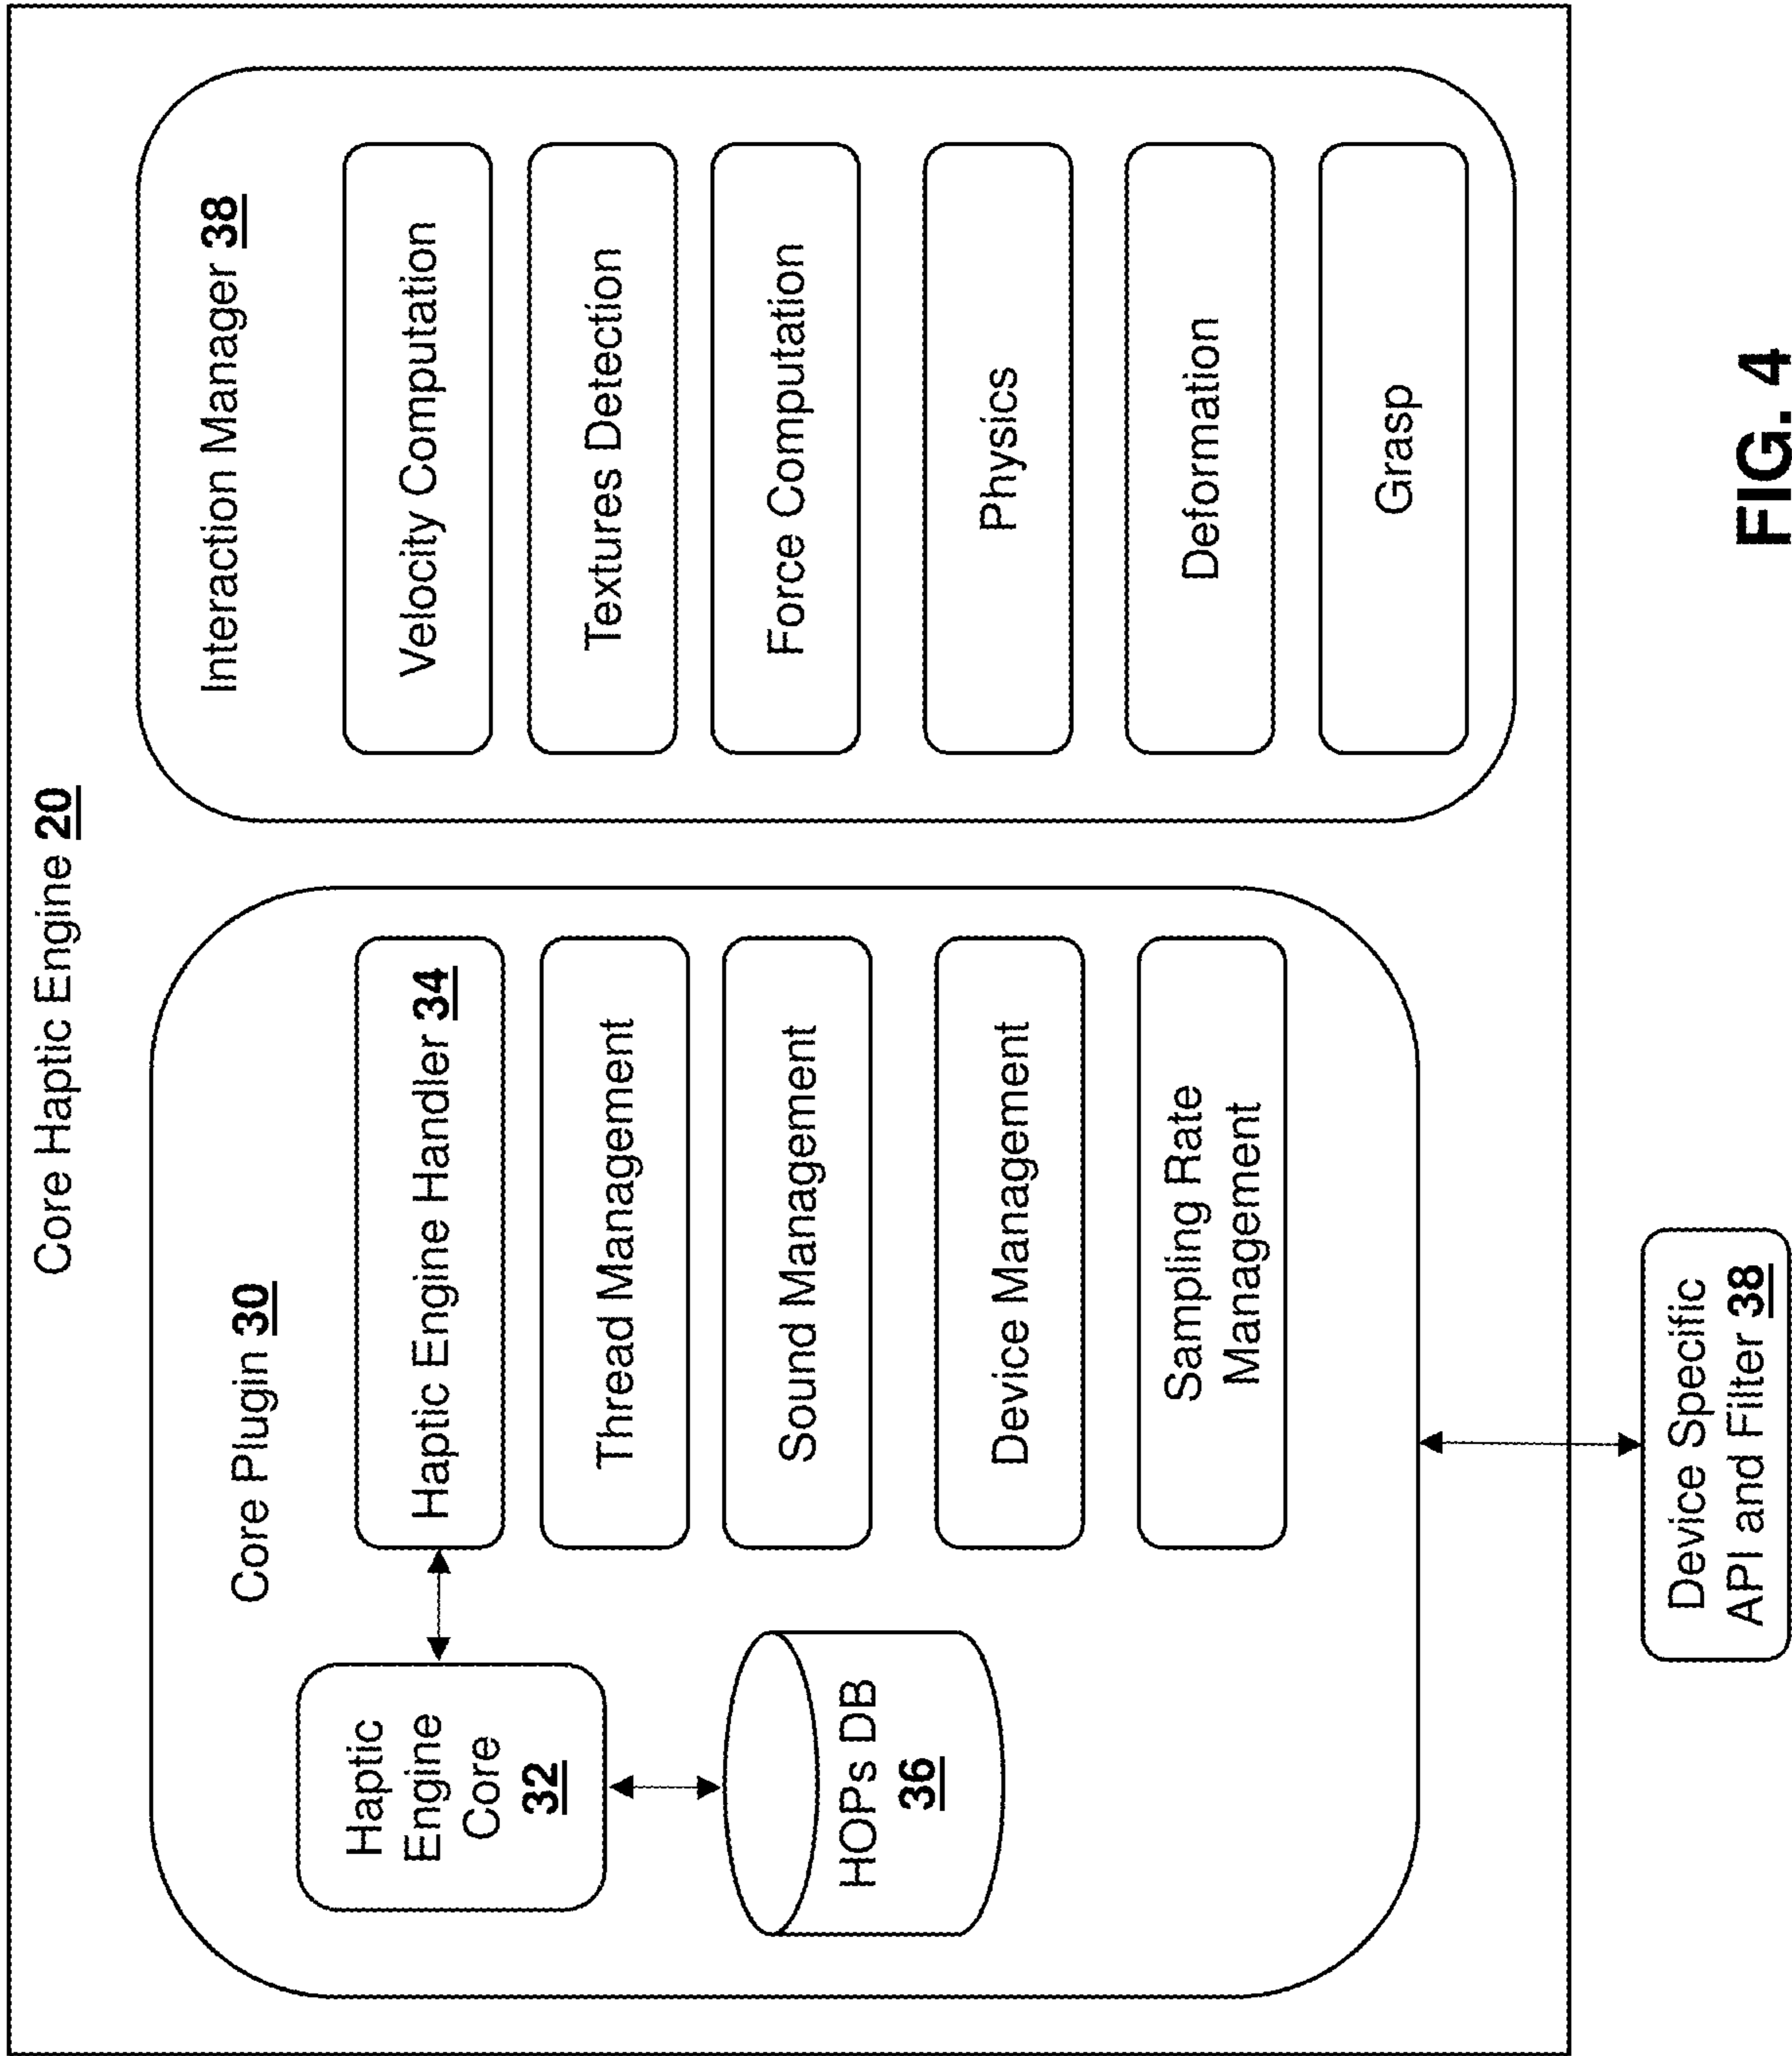 Core Haptic Engine 20
Core Plugin 30
Haptic
Engine
Core
32
HOPs DB
36
Haptic Engine Handler 34
Thread Management
Sound Management
Device Management
Sampling Rate
Management
Interaction Manager 38
Velocity Computation
Textures Detection
Force Computation
Physics
Deformation
Grasp
Device Specific
API and Filter 38
FIG. 4